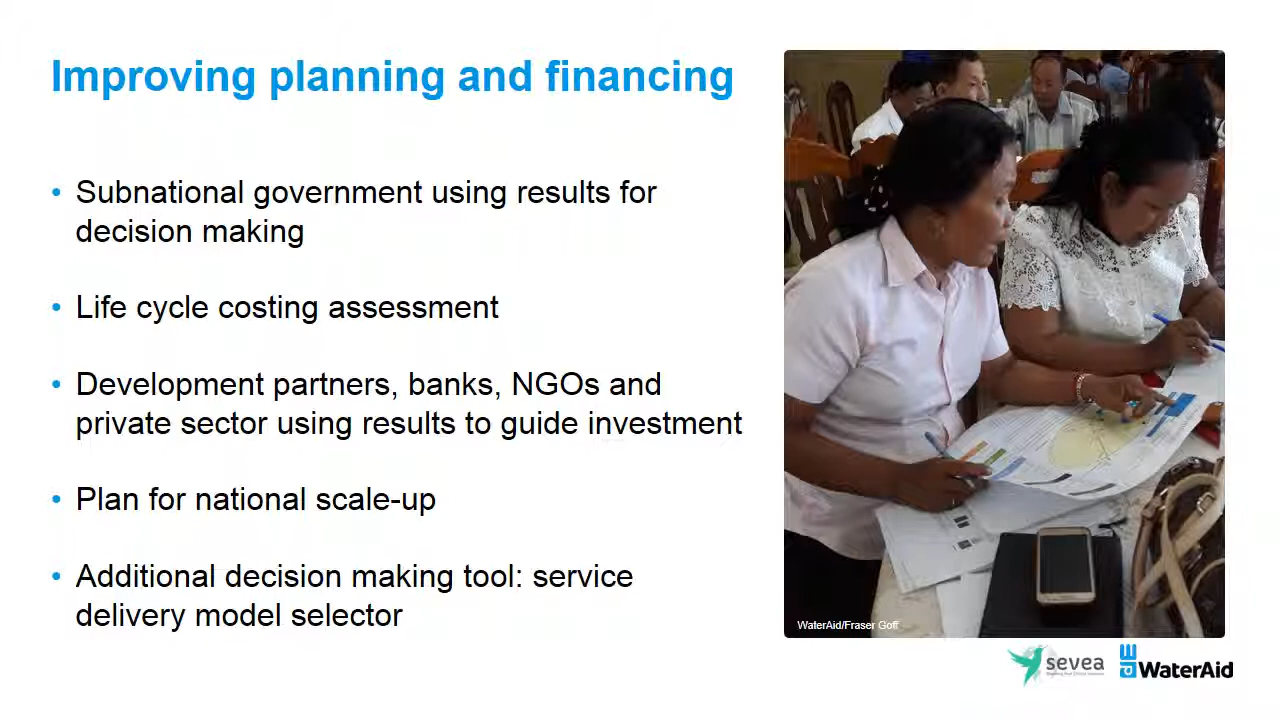 Improving planning and financing
• Subnational government using results for
decision making
• Life cycle costing assessment
• Development partners, banks, NGOs and
private sector using results to guide investment
• Plan for national scale-up
• Additional decision making tool: service
delivery model selector
WaterAid/Fraser Goff
sevea
WaterAid